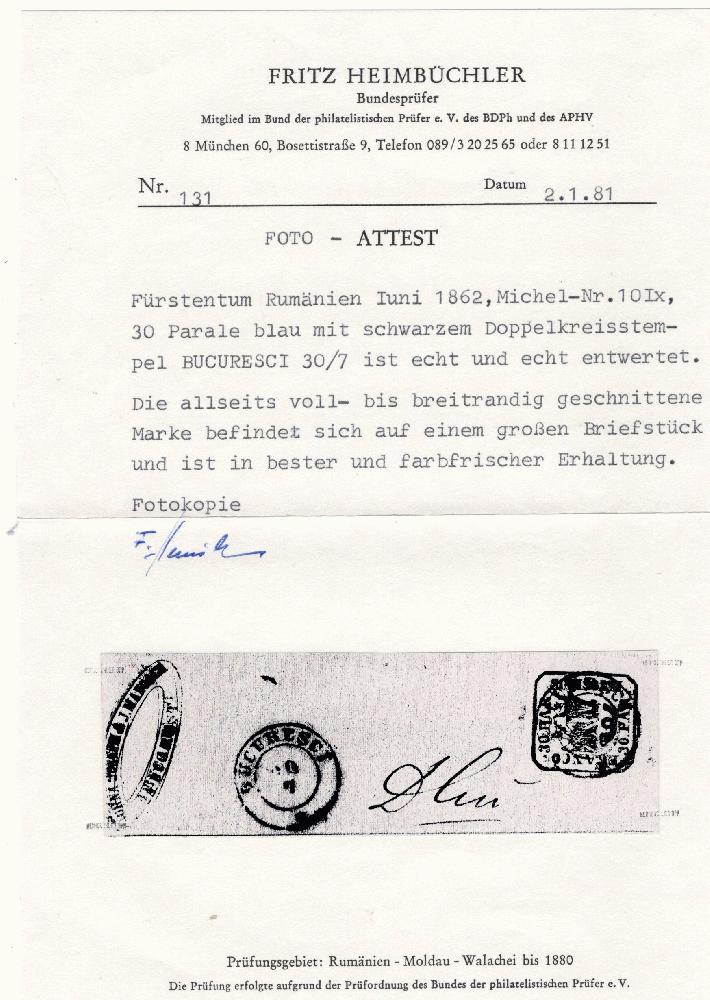 FRITZ HEIMBÜCHLER
Bundesprüfer
Mitglied im Bund der philatelistischen Prüfer e. V. des BDPh und des APHV
8 München 60, Bosettistraße 9, Telefon 089/3 20 25 65 oder 8 11 12 51
Nr. 131 Datum 2.1.81
FOTO - ATTEST
Fürstentum Rumänien Iuni 1862,Michel-Nr.10Ix,
30 Parale blau mit schwarzem Doppelkreisstem-
pel BUCURESCI 30/7 ist echt und echt entwertet.
Die allseits voll- bis breitrandig geschnittene
Marke befindet sich auf einem großen Briefstück
und ist in bester und farbfrischer Erhaltung.
Fotokopie
BUCURESCI
Prüfungsgebiet: Rumänien - Moldau - Walachei bis 1880
Die Prüfung erfolgte aufgrund der Prüfordnung des Bundes der philatelistischen Prüfer e. V.